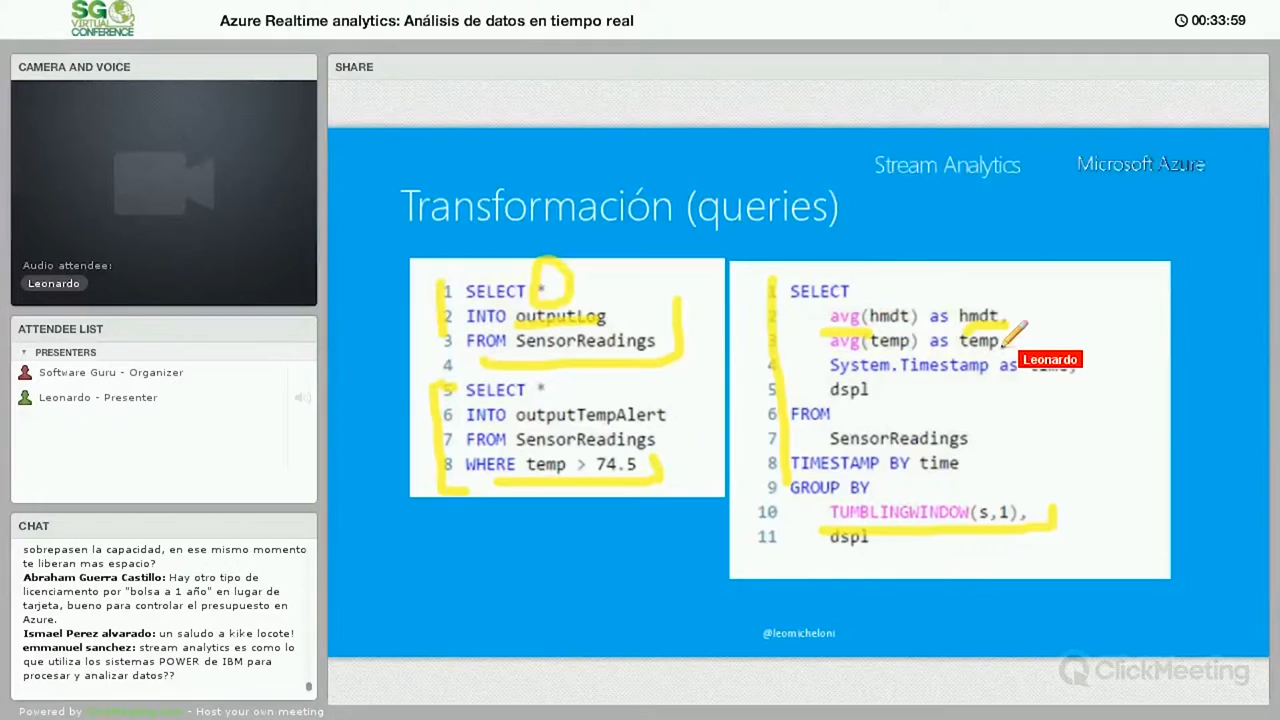 SG
VIRTUAL
CONFERENCE
Azure Realtime analytics: Análisis de datos en tiempo real
00:33:59
CAMERA AND VOICE
Audio attendee:
Leonardo
ATTENDEE LIST
PRESENTERS
Software Guru - Organizer
Leonardo - Presenter
CHAT
sobrepasen la capacidad, en ese mismo momento
te liberan mas espacio?
Abraham Guerra Castillo: Hay otro tipo de
licenciamiento por "bolsa a 1 año" en lugar de
tarjeta, bueno para controlar el presupuesto en
Azure.
Ismael Perez alvarado: un saludo a kike locote!
emmanuel sanchez: stream analytics es como lo
que utiliza los sistemas POWER de IBM para
procesar y analizar datos??
Powered by ClickMeeting.com - Host your own meeting
SHARE
Stream Analytics
Microsoft Azure
Transformación (queries)
1 SELECT *
2 INTO outputLog
3 FROM SensorReadings
4
5 SELECT *
6 INTO outputTempAlert
7 FROM SensorReadings
8 WHERE temp > 74.5
1 SELECT
2 avg(hmdt) as hmdt,
3 avg(temp) as temp,
4 System.Timestamp as time,
5 dspl
6 FROM
7 SensorReadings
8 TIMESTAMP BY time
9 GROUP BY
10 TUMBLINGWINDOW(s,1),
11 dspl
Leonardo
@leomicheloni
ClickMeeting